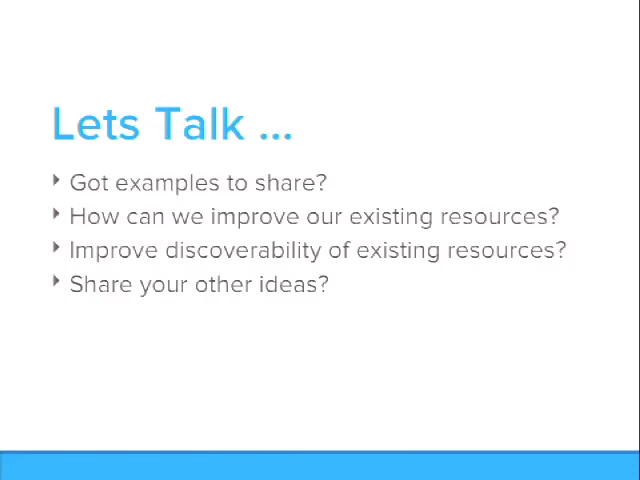 Lets Talk ...
Got examples to share?
How can we improve our existing resources?
Improve discoverability of existing resources?
Share your other ideas?